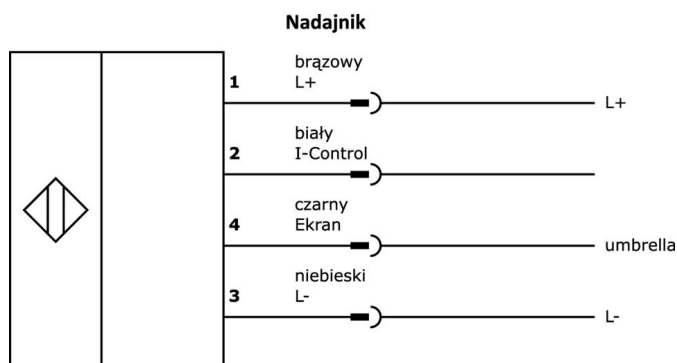 Nadajnik
brązowy
1 L+ L+
biały
2 I-Control
czarny
4 Ekran umbrella
niebieski
3 L- L-